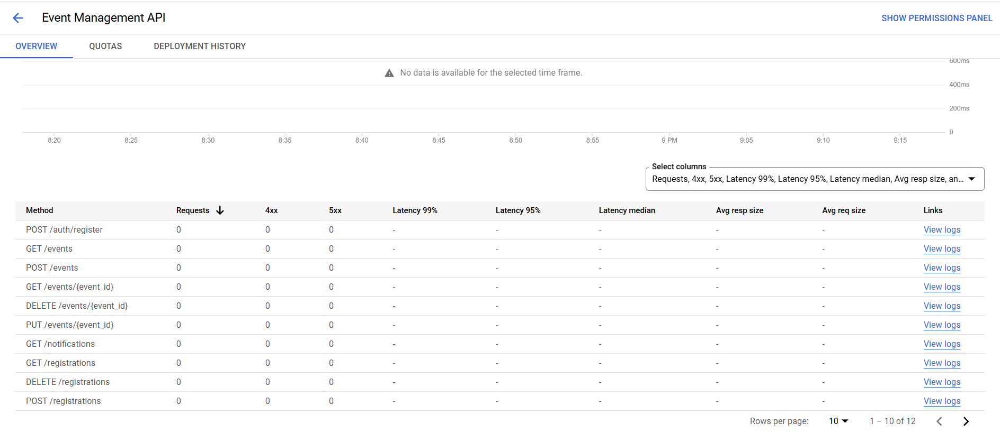 Event Management API
SHOW PERMISSIONS PANEL
OVERVIEW QUOTAS DEPLOYMENT HISTORY
600ms
No data is available for the selected time frame.
400ms
200ms
0
8:20 8:25 8:30 8:35 8:40 8:45 8:50 8:55 9 PM 9:05 9:10 9:15
Select columns
Requests, 4xx, 5xx, Latency 99%, Latency 95%, Latency median, Avg resp size, an...
Method Requests 4xx 5xx Latency 99% Latency 95% Latency median Avg resp size Avg req size Links
POST /auth/register 0 0 0 - - - - - View logs
GET /events 0 0 0 - - - - - View logs
POST /events 0 0 0 - - - - - View logs
GET /events/{event_id} 0 0 0 - - - - - View logs
DELETE /events/{event_id} 0 0 0 - - - - - View logs
PUT /events/{event_id} 0 0 0 - - - - - View logs
GET /notifications 0 0 0 - - - - - View logs
GET /registrations 0 0 0 - - - - - View logs
DELETE /registrations 0 0 0 - - - - - View logs
POST /registrations 0 0 0 - - - - - View logs
Rows per page: 10 1 – 10 of 12